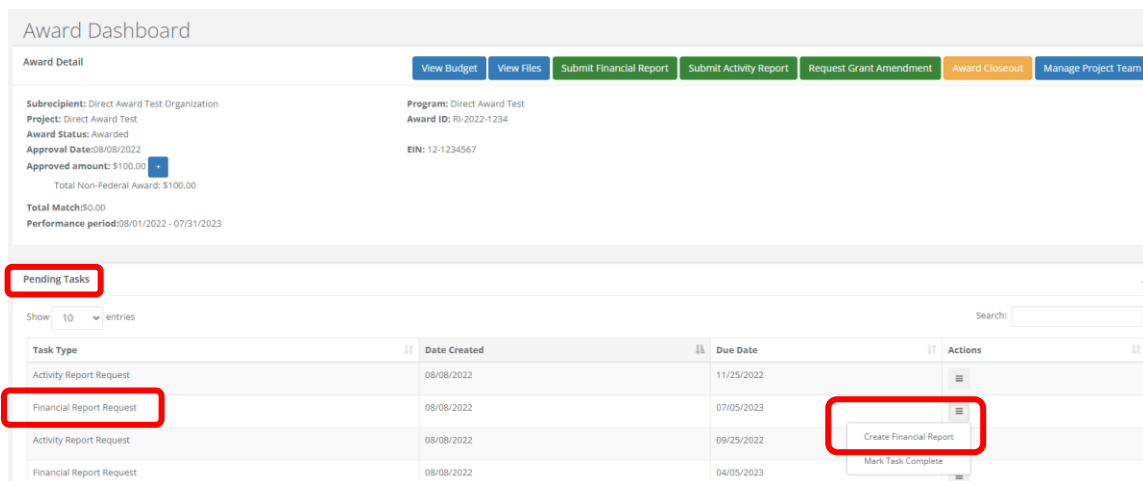 Award Dashboard
Award Detail
View Budget View Files Submit Financial Report Submit Activity Report Request Grant Amendment Award Closeout Manage Project Team
Subrecipient: Direct Award Test Organization Program: Direct Award Test
Project: Direct Award Test Award ID: RI-2022-1234
Award Status: Awarded
Approval Date:08/08/2022 EIN: 12-1234567
Approved amount: $100.00 +
Total Non-Federal Award: $100.00
Total Match:$0.00
Performance period:08/01/2022 - 07/31/2023
Pending Tasks
Show 10 entries Search:
Task Type Date Created Due Date Actions
Activity Report Request 08/08/2022 11/25/2022
Financial Report Request 08/08/2022 07/05/2023
Create Financial Report
Activity Report Request 08/08/2022 09/25/2022
Mark Task Complete
Financial Report Request 08/08/2022 04/05/2023